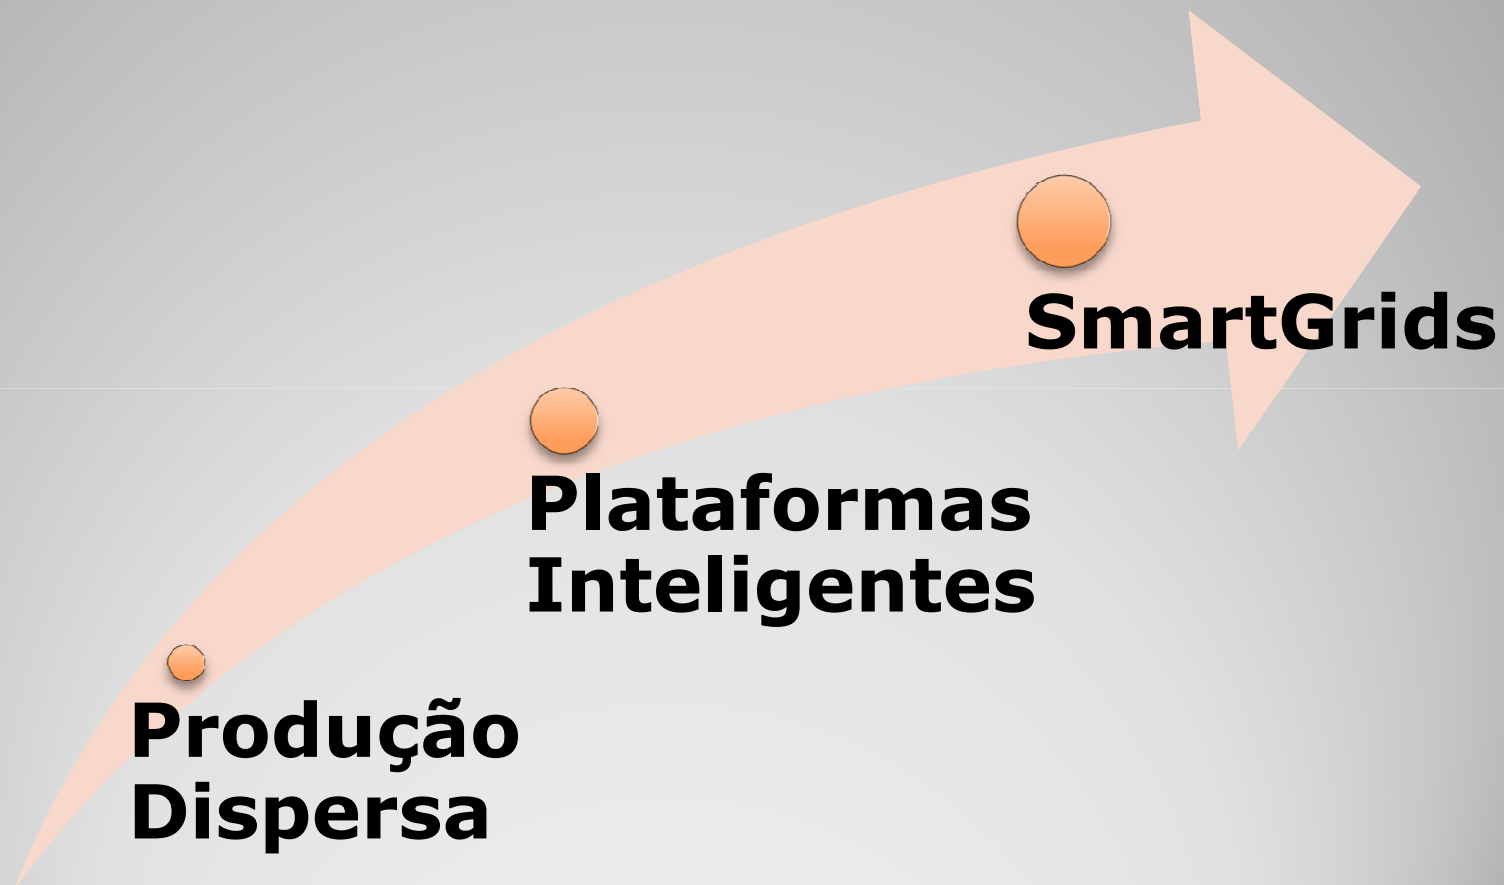 SmartGrids
Plataformas
Inteligentes
Produção
Dispersa